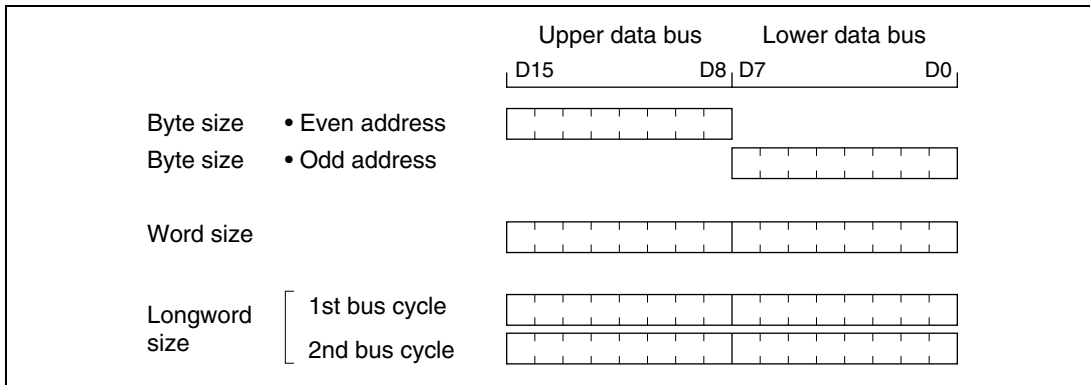 Upper data bus Lower data bus
D15 D8 D7 D0
Byte size • Even address
Byte size • Odd address
Word size
Longword size
1st bus cycle
2nd bus cycle